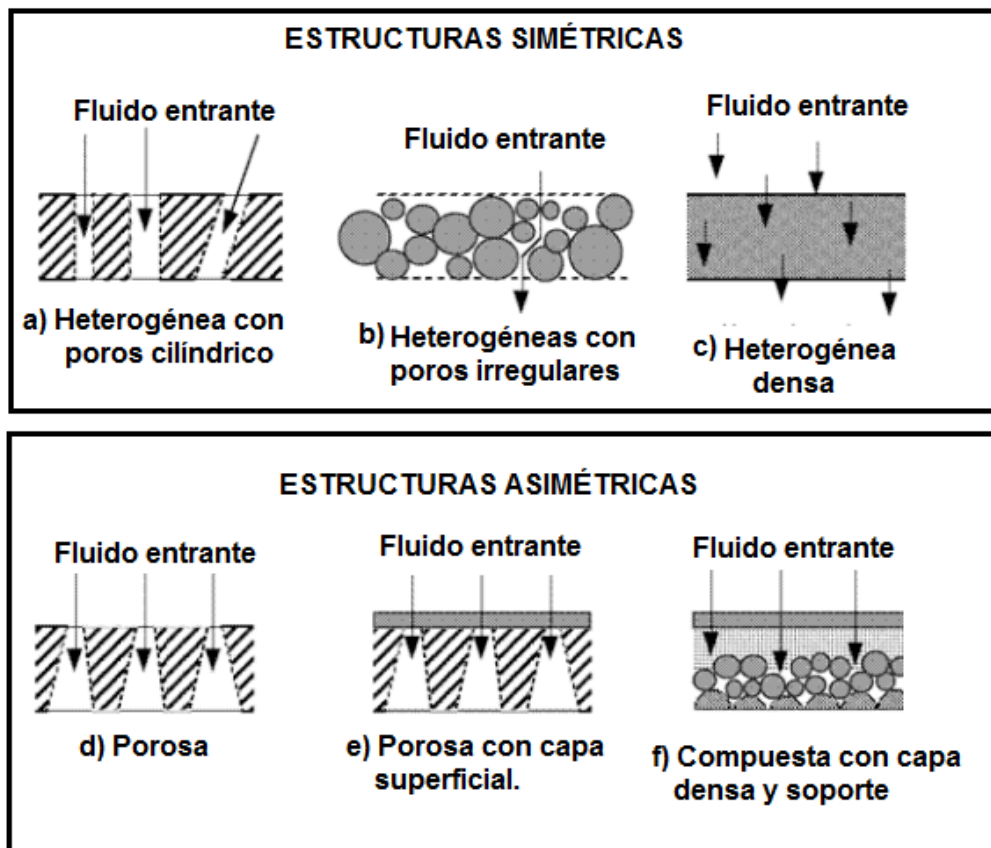 ESTRUCTURAS SIMÉTRICAS
Fluido entrante
a) Heterogénea con
poros cilíndrico
Fluido entrante
b) Heterogéneas con
poros irregulares
Fluido entrante
c) Heterogénea
densa
ESTRUCTURAS ASIMÉTRICAS
Fluido entrante
d) Porosa
Fluido entrante
e) Porosa con capa
superficial.
Fluido entrante
f) Compuesta con capa
densa y soporte